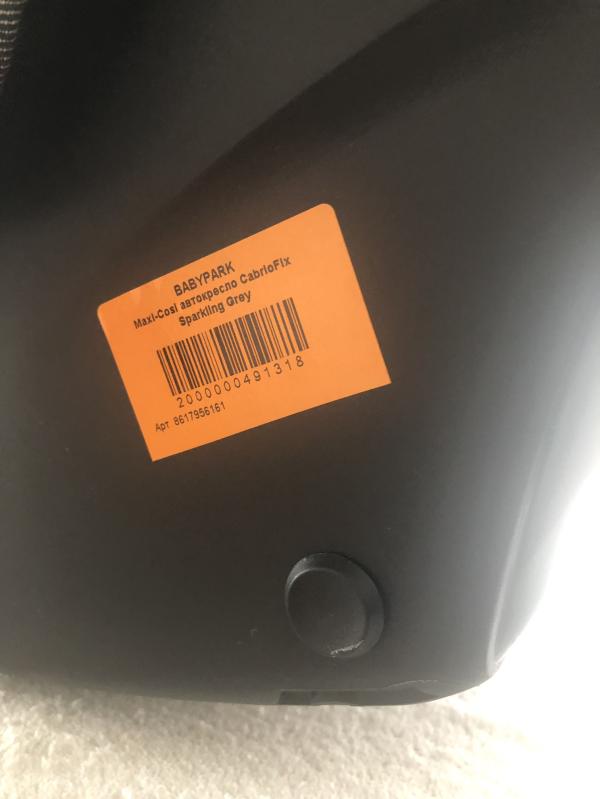 BABYPARK
Maxi-Cosi автокресло CabrioFix
Sparkling Grey
2000000491318
Арт 8617956161